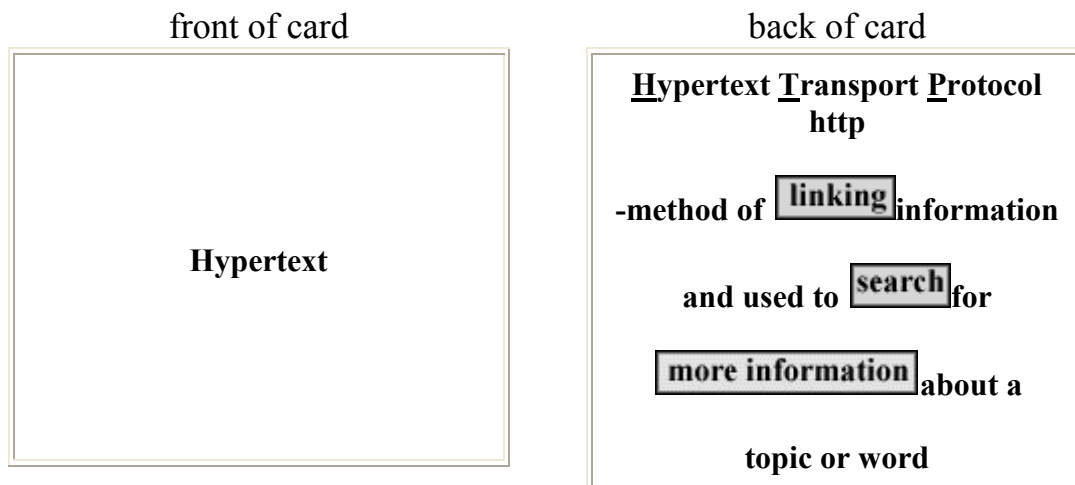 front of card
Hypertext
back of card
Hypertext Transport Protocol
http
-method of linking information
and used to search for
more information about a
topic or word